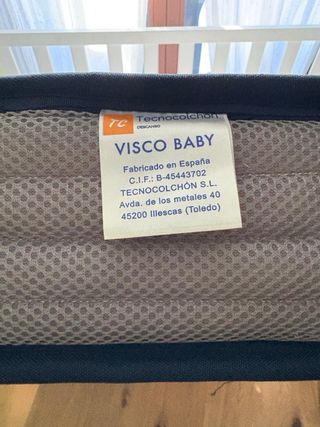 TC Tecnocolchón
DESCANSO
VISCO BABY
Fabricado en España
C.I.F.: B-45443702
TECNOCOLCHÓN S.L.
Avda. de los metales 40
45200 Illescas (Toledo)